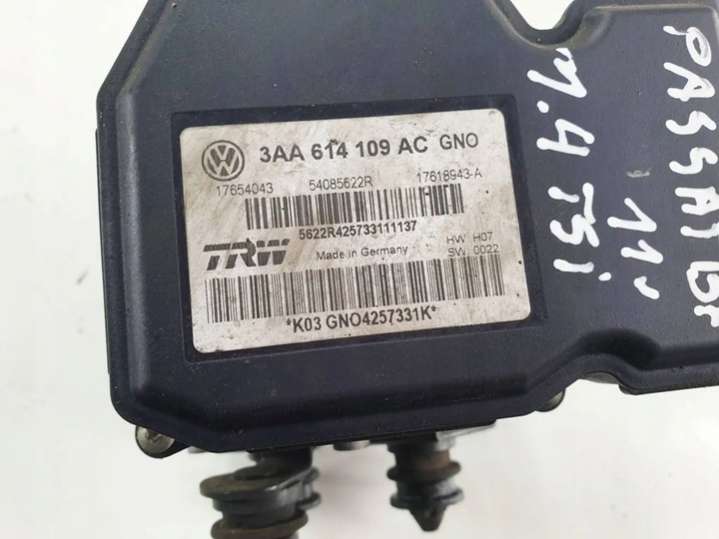 3AA 614 109 AC GNO
17654043 54085622R 17618943-A
5622R425733111137
TRW Made in Germany HW H07
SW 0022
*K03 GNO4257331K*
PASSAT
11'
1.4 TSi